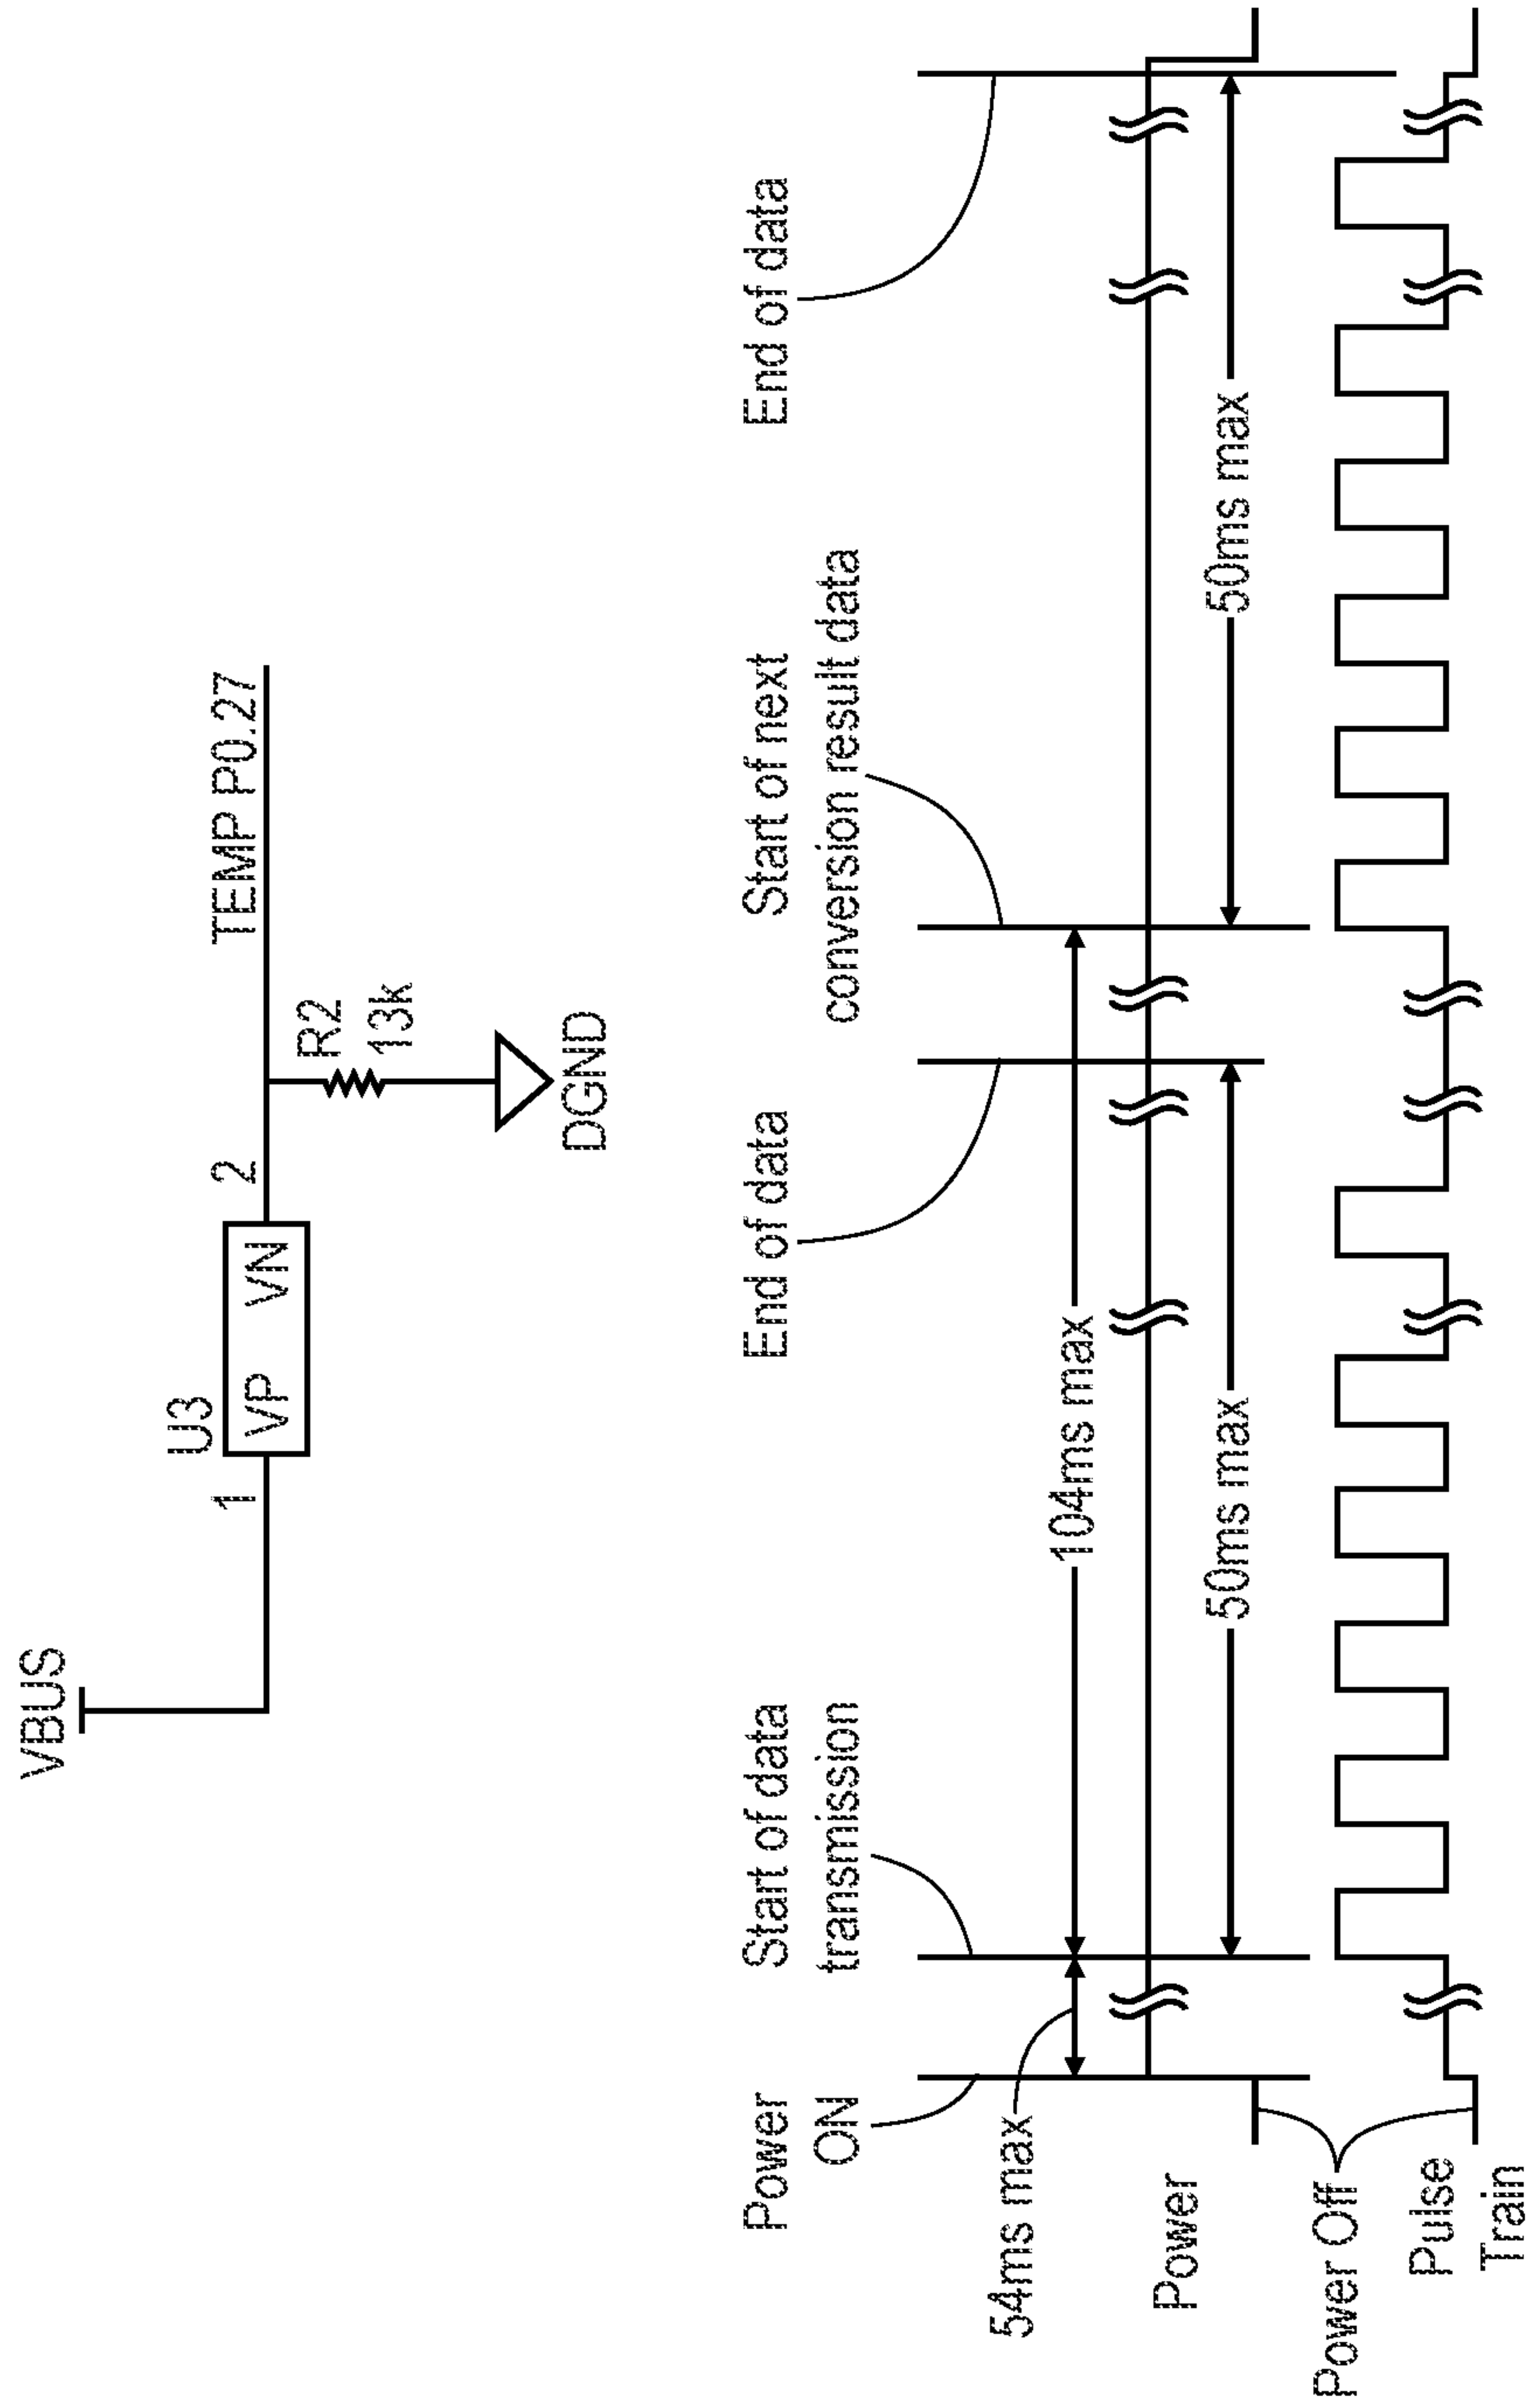 VBUS
U3
1
VP VN
2
TEMP P0.27
R2
13k
DGND
Power
ON
Start of data
transmission
End of data
Start of next
conversion result data
End of data
54ms max
104ms max
Power
50ms max
50ms max
Power Off
Pulse
Train